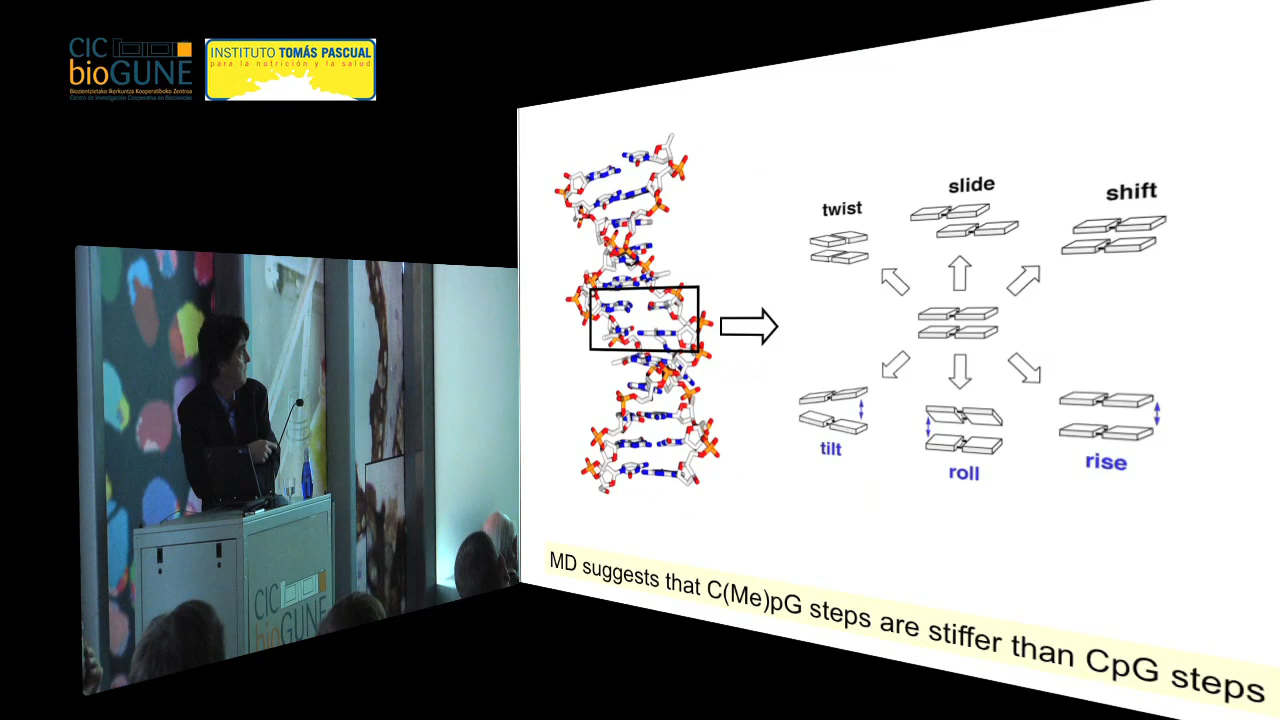 CIC
bioGUNE
Biozientzietako Ikerkuntza Kooperatiboko Zentroa
Centro de Investigación Cooperativa en Biociencias
INSTITUTO TOMÁS PASCUAL
para la nutrición y la salud
twist
slide
shift
tilt
roll
rise
MD suggests that C(Me)pG steps are stiffer than CpG steps
CIC
bioGUNE